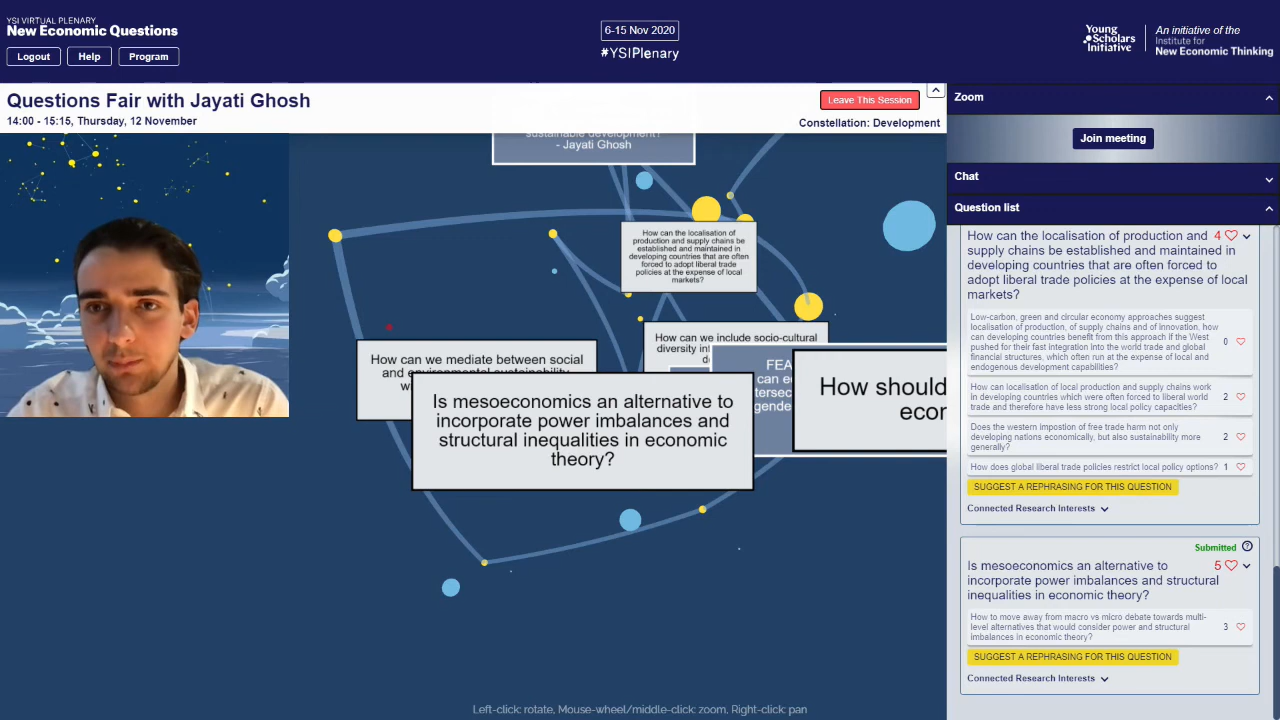 YSI VIRTUAL PLENARY
New Economic Questions
Logout
Help
Program
6-15 Nov 2020
#YSIPlenary
Young
Scholars
Initiative
An initiative of the
Institute for
New Economic Thinking
Questions Fair with Jayati Ghosh
14:00 - 15:15, Thursday, 12 November
Leave This Session
Constellation: Development
sustainable development?
- Jayati Ghosh
How can the localisation of
production and supply chains be
established and maintained in
developing countries that are often
forced to adopt liberal trade
policies at the expense of local
markets?
How can we include socio-cultural
diversity in
How can we mediate between social
and environmental sustainability
Is mesoeconomics an alternative to
incorporate power imbalances and
structural inequalities in economic
theory?
FEA
can e
tersec
gende
How should
econ
Left-click: rotate, Mouse-wheel/middle-click: zoom, Right-click: pan
Zoom
Join meeting
Chat
Question list
How can the localisation of production and 4
supply chains be established and maintained in
developing countries that are often forced to
adopt liberal trade policies at the expense of local
markets?
Low-carbon, green and circular economy approaches suggest
localisation of production, of supply chains and of innovation, how
can developing countries benefit from this approach if the West 0
pushed for their fast integration into the world trade and global
financial structures, which often run at the expense of local and
endogenous development capabilities?
How can localisation of local production and supply chains work
in developing countries which were often forced to liberal world 2
trade and therefore have less strong local policy capacities?
Does the western impostion of free trade harm not only
developing nations economically, but also sustainability more 2
generally?
How does global liberal trade policies restrict local policy options? 1
SUGGEST A REPHRASING FOR THIS QUESTION
Connected Research Interests
Submitted ?
Is mesoeconomics an alternative to 5
incorporate power imbalances and structural
inequalities in economic theory?
How to move away from macro vs micro debate towards multi-
level alternatives that would consider power and structural 3
imbalances in economic theory?
SUGGEST A REPHRASING FOR THIS QUESTION
Connected Research Interests